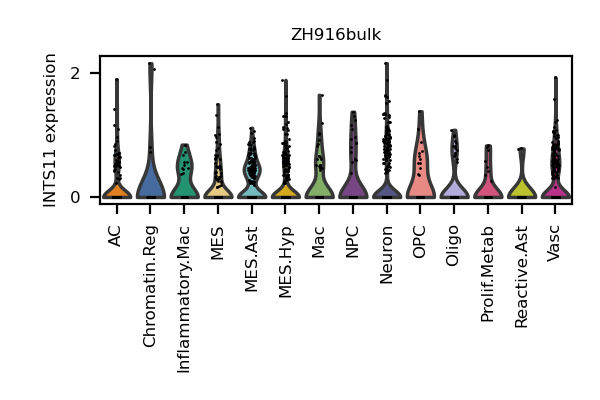 ZH916bulk
INTS11 expression
2
0
AC
Chromatin.Reg
Inflammatory.Mac
MES
MES.Ast
MES.Hyp
Mac
NPC
Neuron
OPC
Oligo
Prolif.Metab
Reactive.Ast
Vasc